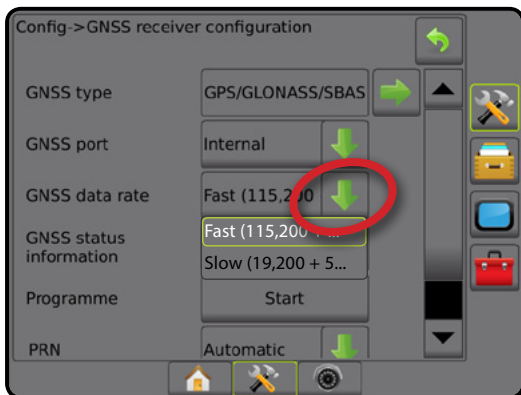 Config->GNSS receiver configuration
GNSS type GPS/GLONASS/SBAS
GNSS port Internal
GNSS data rate Fast (115,200
Fast (115,200 + ...
GNSS status
information
Slow (19,200 + 5...
Programme Start
PRN Automatic